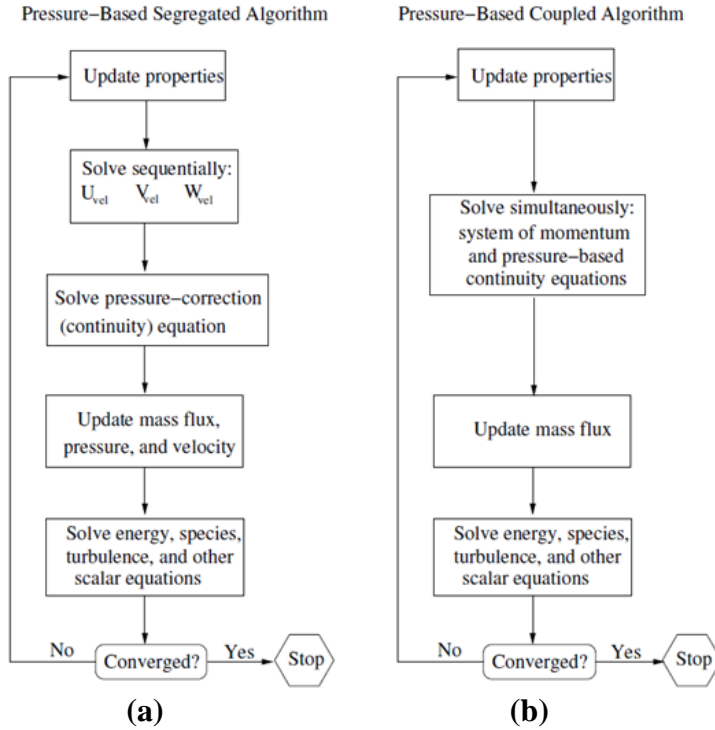 Pressure−Based Segregated Algorithm
Update properties
Solve sequentially:
U_vel V_vel W_vel
Solve pressure−correction
(continuity) equation
Update mass flux,
pressure, and velocity
Solve energy, species,
turbulence, and other
scalar equations
No
Converged?
Yes
Stop
(a)
Pressure−Based Coupled Algorithm
Update properties
Solve simultaneously:
system of momentum
and pressure−based
continuity equations
Update mass flux
Solve energy, species,
turbulence, and other
scalar equations
No
Converged?
Yes
Stop
(b)